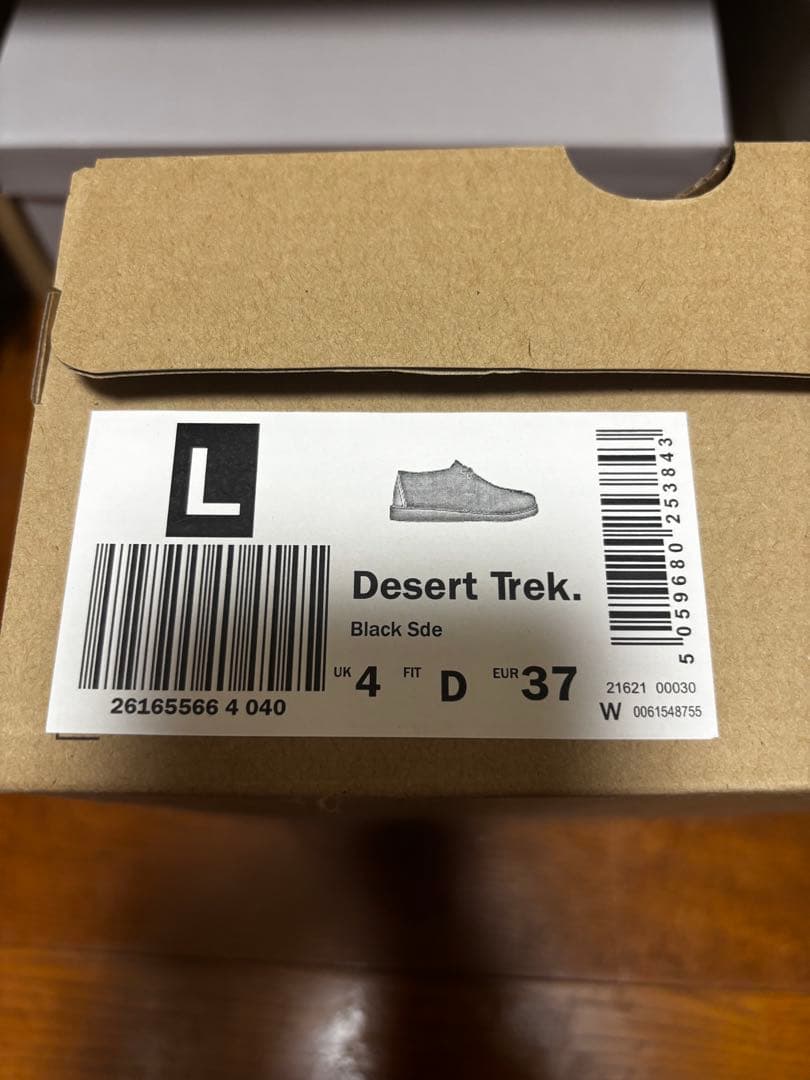 L
Desert Trek.
Black Sde
UK 4 FIT D EUR 37
26165566 4 040
5 059680 253843
21621 00030
W 0061548755